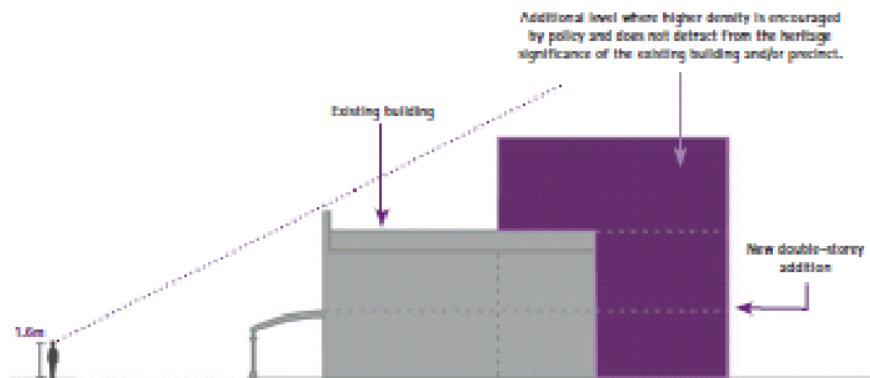 Additional level where higher density is encouraged
by policy and does not detract from the heritage
significance of the existing building and/or precinct.
Existing building
New double-storey
addition
1.6m